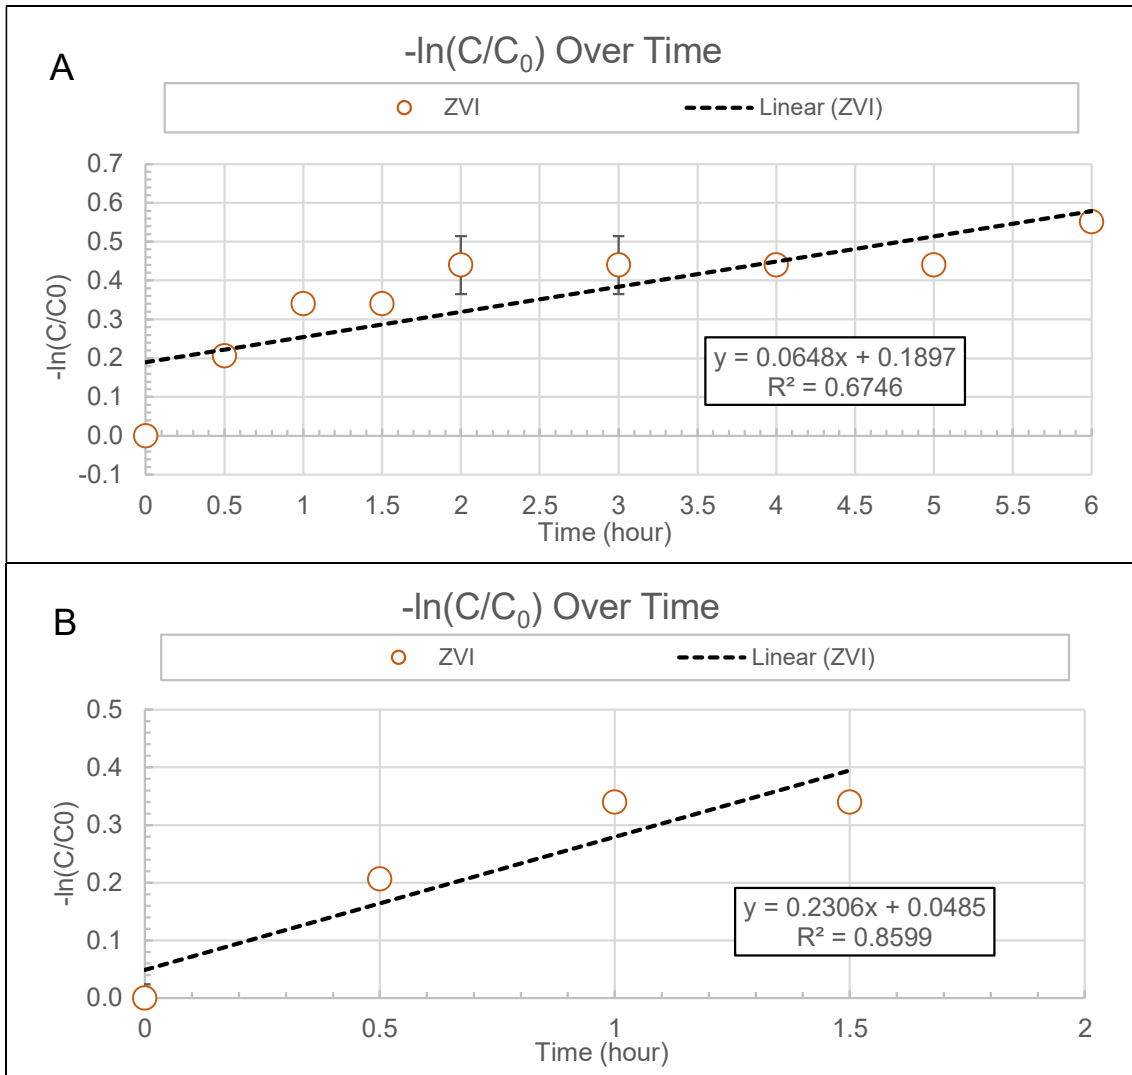 A
-ln(C/C₀) Over Time
ZVI Linear (ZVI)
0.7
0.6
0.5
0.4
0.3
0.2
0.1
0.0
-0.1
-ln(C/C0)
y = 0.0648x + 0.1897
R² = 0.6746
0 0.5 1 1.5 2 2.5 3 3.5 4 4.5 5 5.5 6
Time (hour)
B
-ln(C/C₀) Over Time
ZVI Linear (ZVI)
0.5
0.4
0.3
0.2
0.1
0.0
-ln(C/C0)
y = 0.2306x + 0.0485
R² = 0.8599
0 0.5 1 1.5 2
Time (hour)